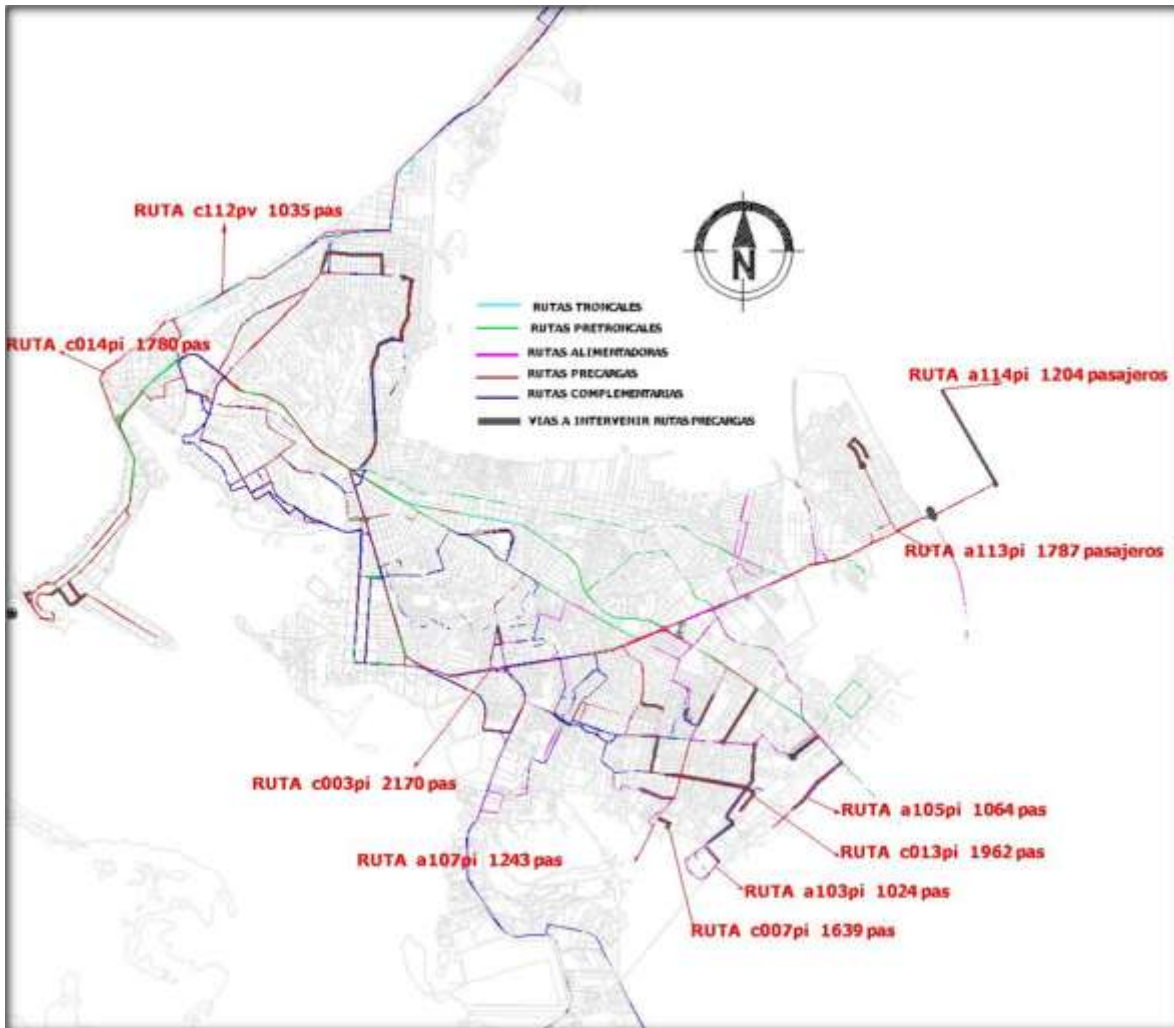 RUTA c112pv 1035 pas
N
RUTAS TRONCALES
RUTAS PRETRONCALES
RUTA c014pi 1780 pas
RUTAS ALIMENTADORAS
RUTAS PRECARGAS
RUTA a114pi 1204 pasajeros
RUTAS COMPLEMENTARIAS
VIAS A INTERVENIR RUTAS PRECARGAS
RUTA a113pi 1787 pasajeros
RUTA c003pi 2170 pas
RUTA a105pi 1064 pas
RUTA c013pi 1962 pas
RUTA a107pi 1243 pas
RUTA a103pi 1024 pas
RUTA c007pi 1639 pas